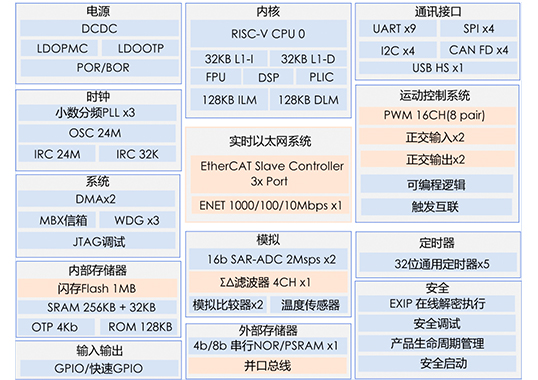 电源
DCDC
LDOPMC LDOOTP
POR/BOR
时钟
小数分频PLL x3
OSC 24M
IRC 24M IRC 32K
系统
DMAx2
MBX信箱 WDG x3
JTAG调试
内部存储器
闪存Flash 1MB
SRAM 256KB + 32KB
OTP 4Kb ROM 128KB
输入输出
GPIO/快速GPIO
内核
RISC-V CPU 0
32KB L1-I 32KB L1-D
FPU DSP PLIC
128KB ILM 128KB DLM
实时以太网系统
EtherCAT Slave Controller
3x Port
ENET 1000/100/10Mbps x1
模拟
16b SAR-ADC 2Msps x2
ΣΔ滤波器 4CH x1
模拟比较器x2 温度传感器
外部存储器
4b/8b 串行NOR/PSRAM x1
并口总线
通讯接口
UART x9 SPI x4
I2C x4 CAN FD x4
USB HS x1
运动控制系统
PWM 16CH(8 pair)
正交输入x2
正交输出x2
可编程逻辑
触发互联
定时器
32位通用定时器x5
安全
EXIP 在线解密执行
安全调试
产品生命周期管理
安全启动